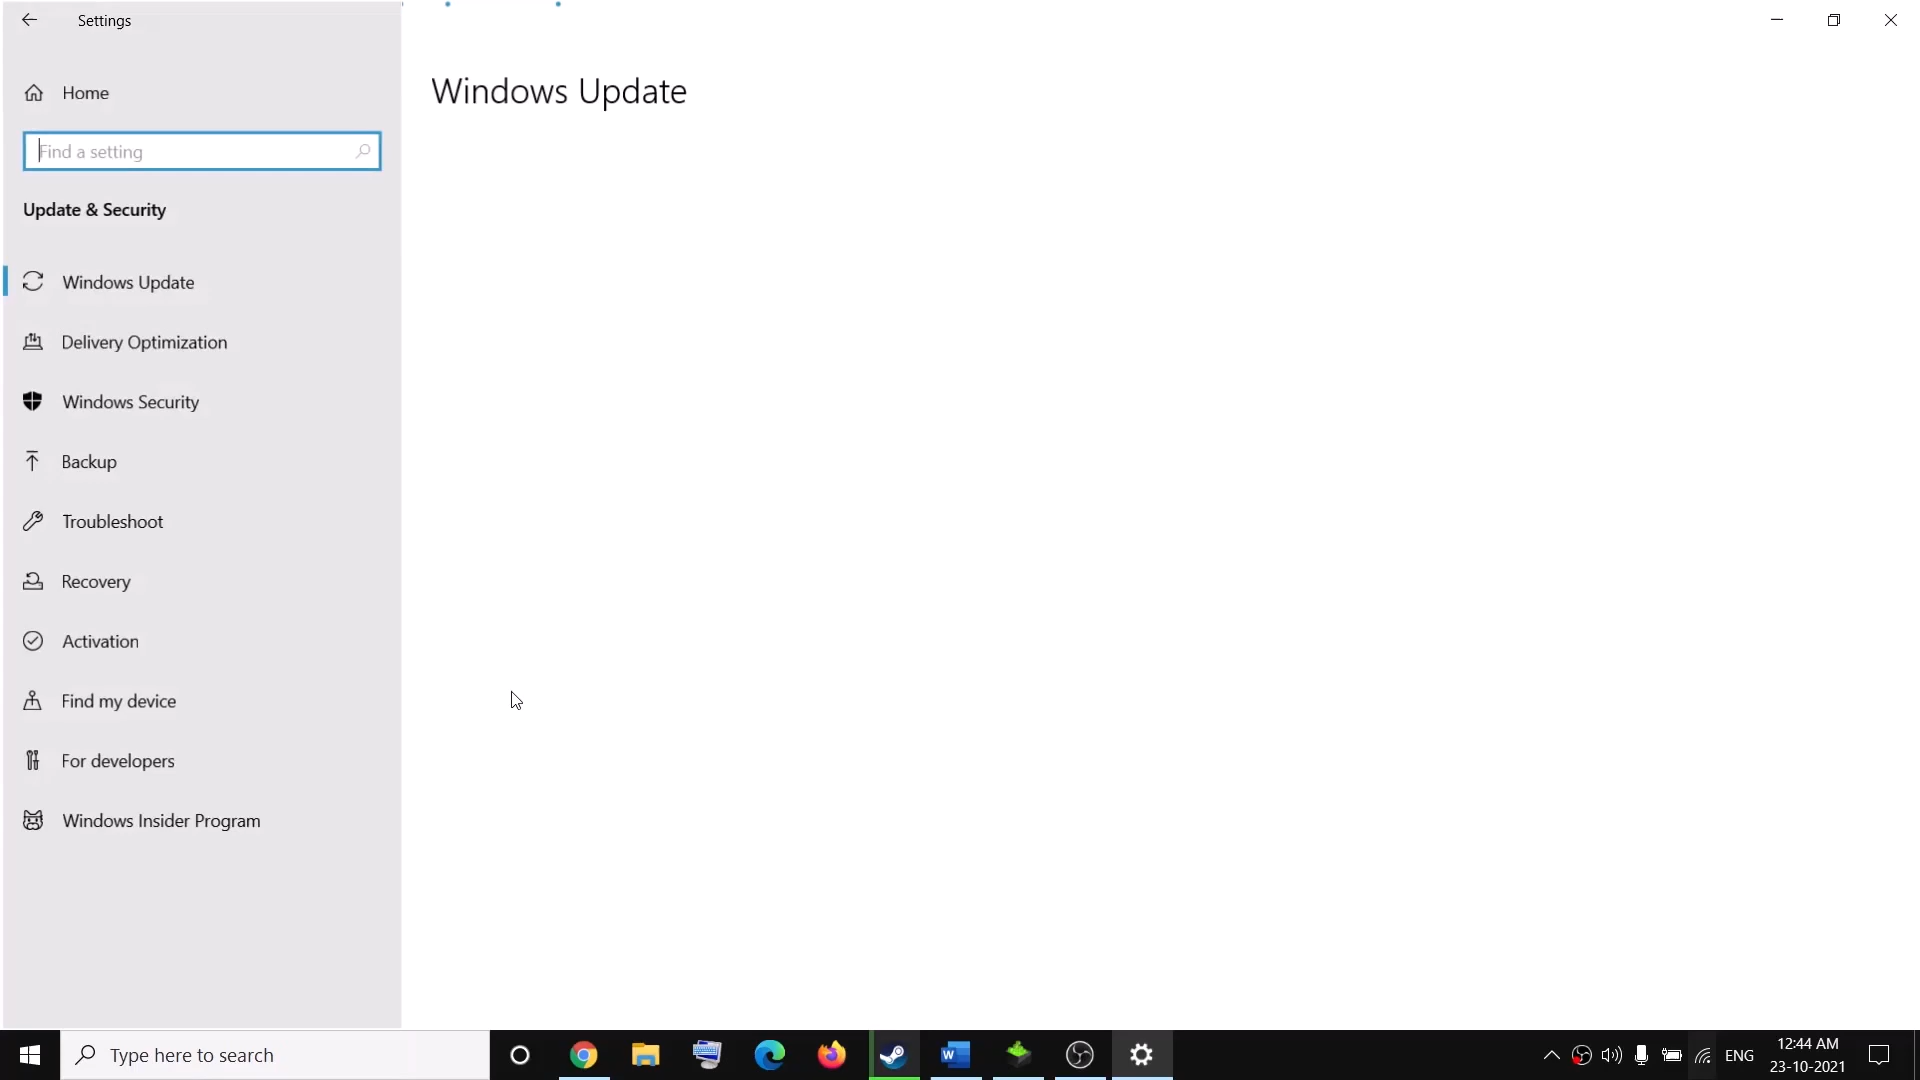 Settings
Home
Find a setting
Update & Security
Windows Update
Delivery Optimization
Windows Security
Backup
Troubleshoot
Recovery
Activation
Find my device
For developers
Windows Insider Program
Windows Update
Type here to search
W
ENG
12:44 AM
23-10-2021